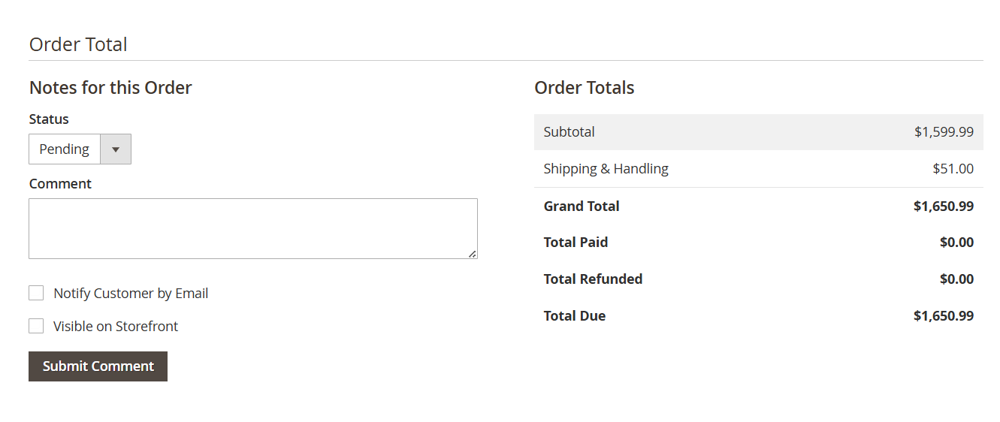 Order Total
Notes for this Order
Status
Pending
Comment
Notify Customer by Email
Visible on Storefront
Submit Comment
Order Totals
Subtotal $1,599.99
Shipping & Handling $51.00
Grand Total $1,650.99
Total Paid $0.00
Total Refunded $0.00
Total Due $1,650.99